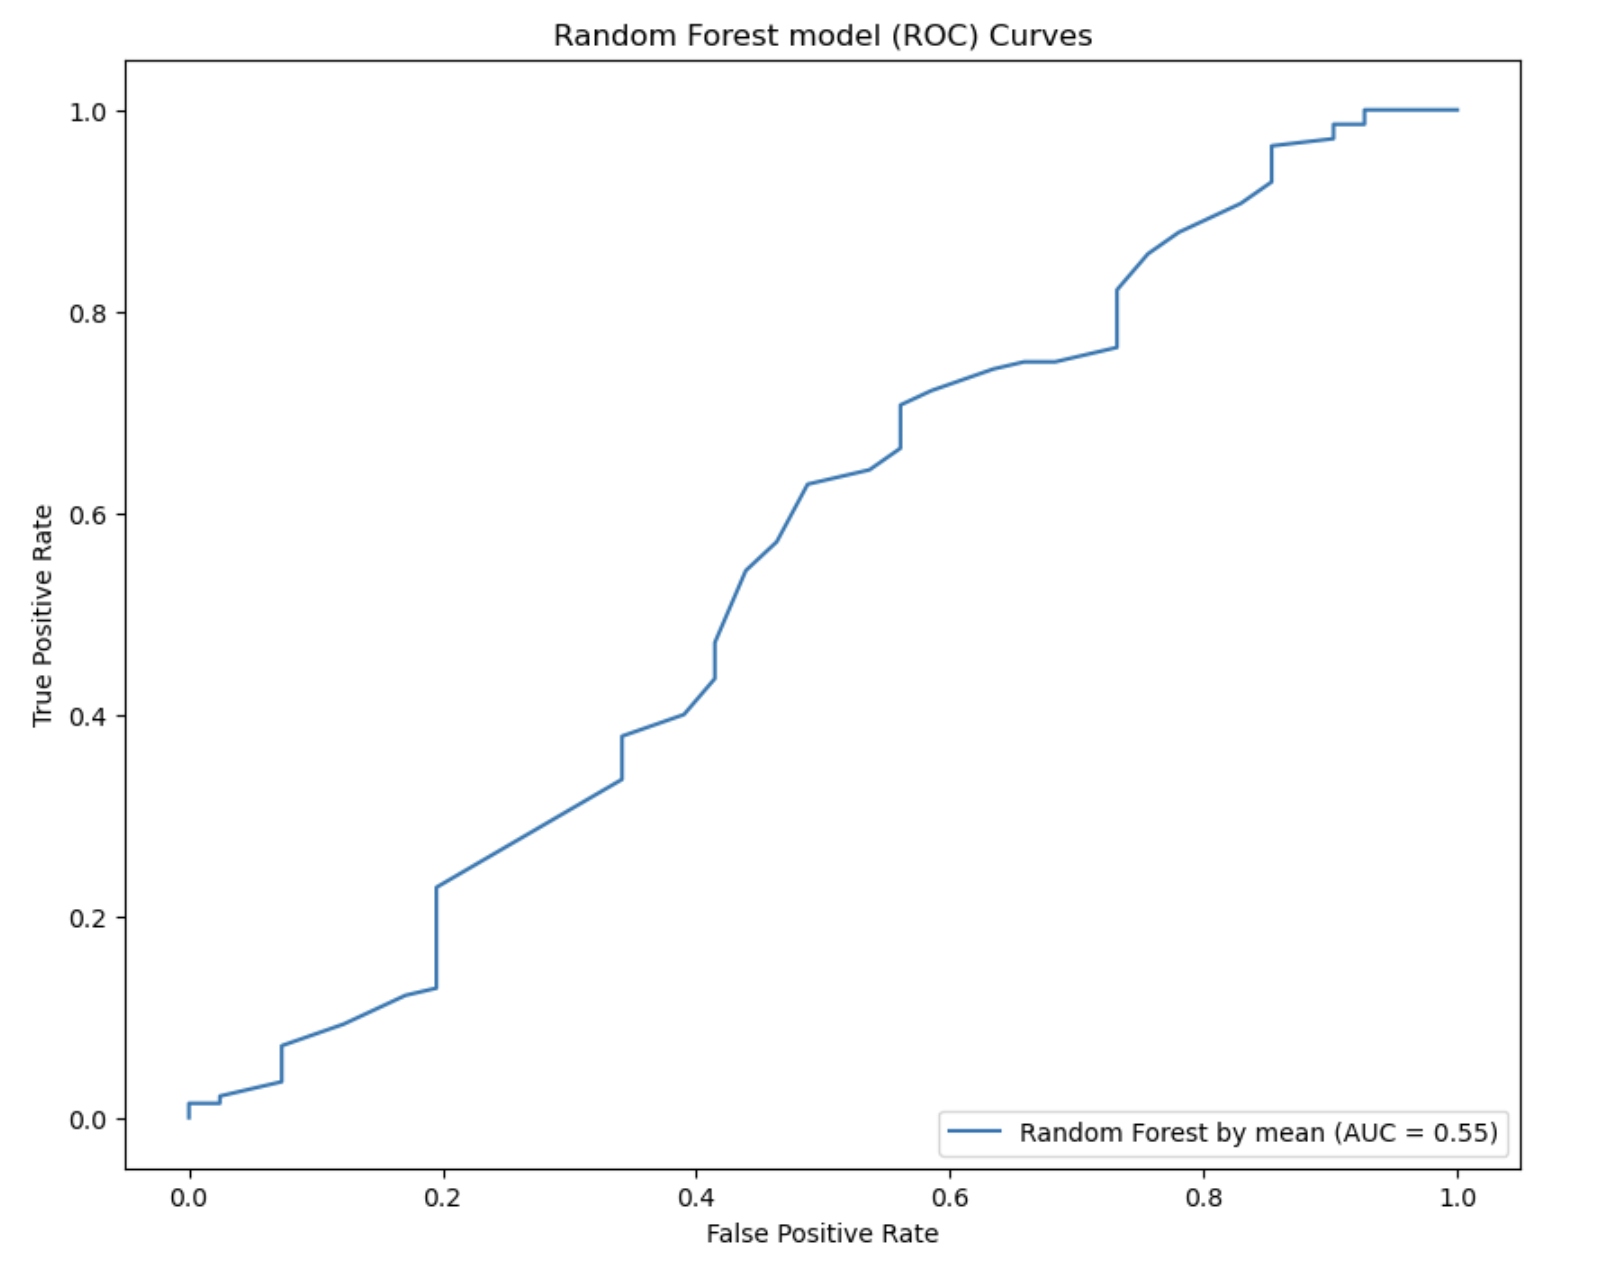 Random Forest model (ROC) Curves
1.0
0.8
0.6
0.4
0.2
0.0
True Positive Rate
Random Forest by mean (AUC = 0.55)
0.0 0.2 0.4 0.6 0.8 1.0
False Positive Rate